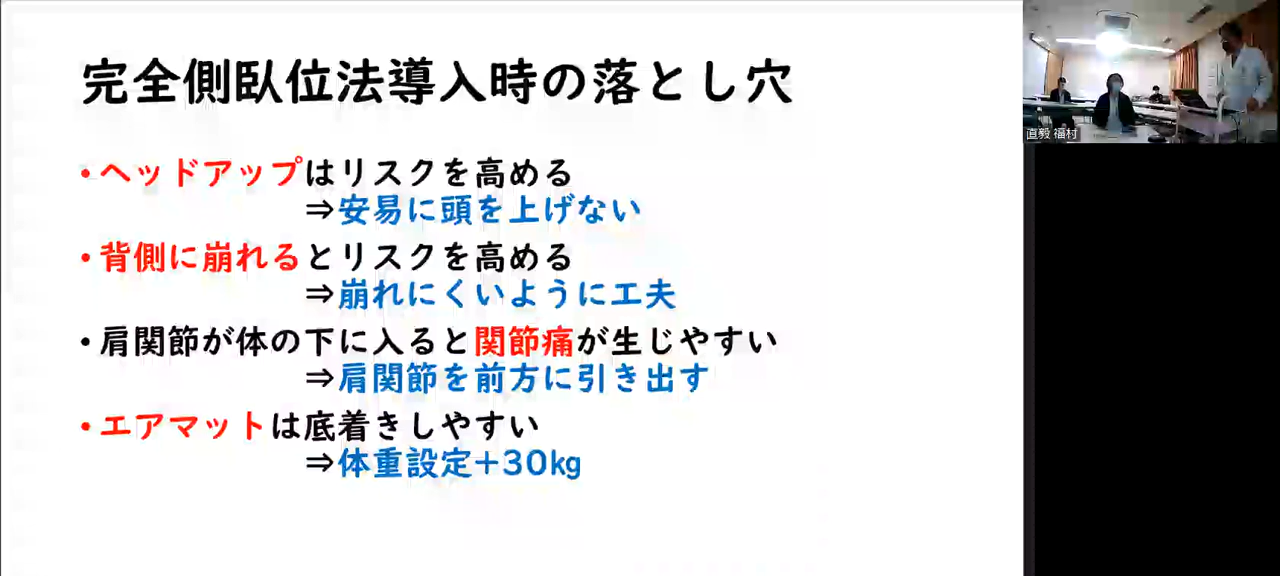 完全側臥位法導入時の落とし穴
•ヘッドアップはリスクを高める
⇒安易に頭を上げない
•背側に崩れるとリスクを高める
⇒崩れにくいように工夫
•肩関節が体の下に入ると関節痛が生じやすい
⇒肩関節を前方に引き出す
•エアマットは底着きしやすい
⇒体重設定+30kg
直毅 福村